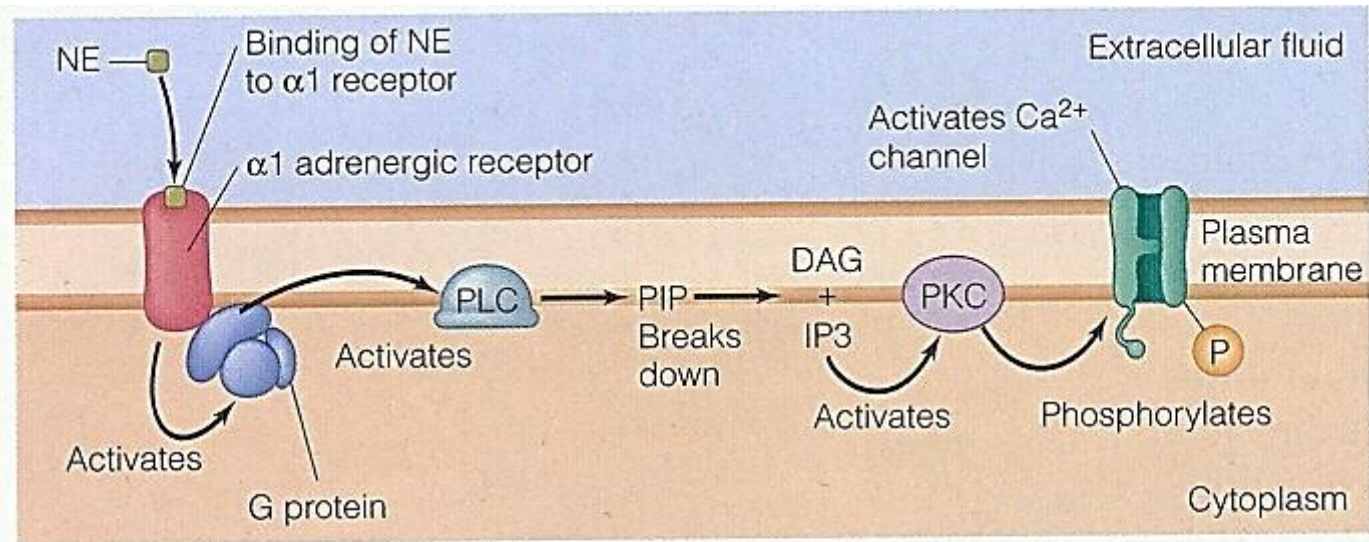 NE
Binding of NE
to α1 receptor
α1 adrenergic receptor
Extracellular fluid
Activates Ca2+
channel
Plasma
membrane
PLC
PIP
Breaks
down
DAG
+
IP3
PKC
P
Activates
Activates
Activates
Phosphorylates
G protein
Cytoplasm